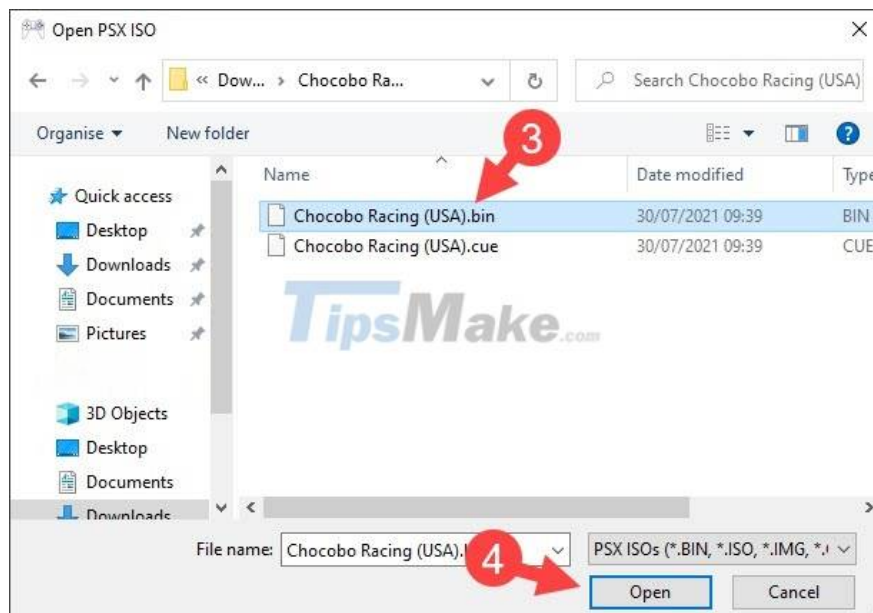 Open PSX ISO
« Dow... › Chocobo Ra...
Search Chocobo Racing (USA)
Organise
New folder
3
Name
Date modified
Type
Quick access
Desktop
Downloads
Documents
Pictures
3D Objects
Desktop
Documents
Downloads
Chocobo Racing (USA).bin 30/07/2021 09:39 BIN
Chocobo Racing (USA).cue 30/07/2021 09:39 CUE
TipsMake.com
File name: Chocobo Racing (USA).
PSX ISOs (*.BIN, *.ISO, *.IMG, *.
4
Open
Cancel